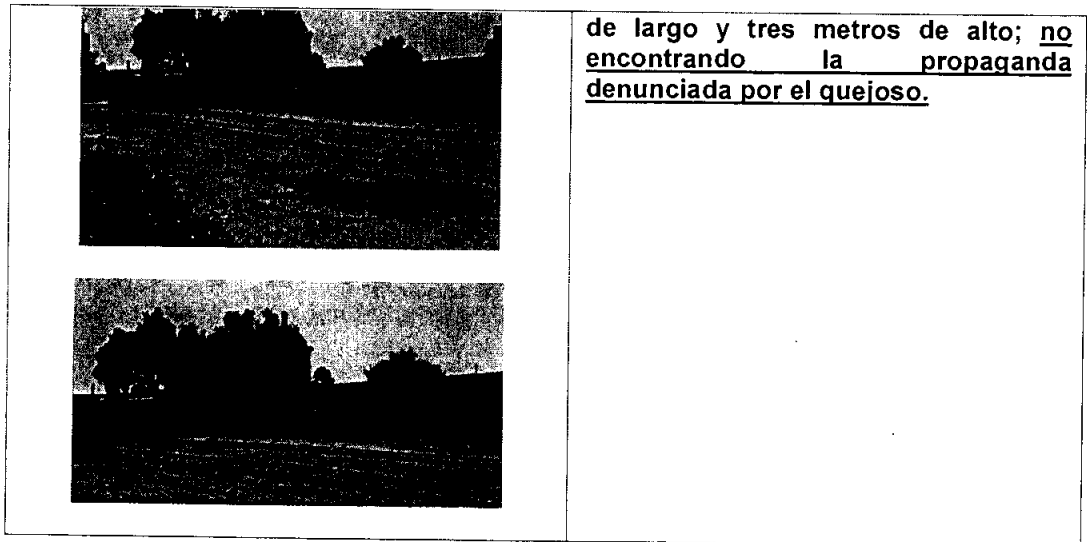 de largo y tres metros de alto; no
encontrando la propaganda
denunciada por el quejoso.